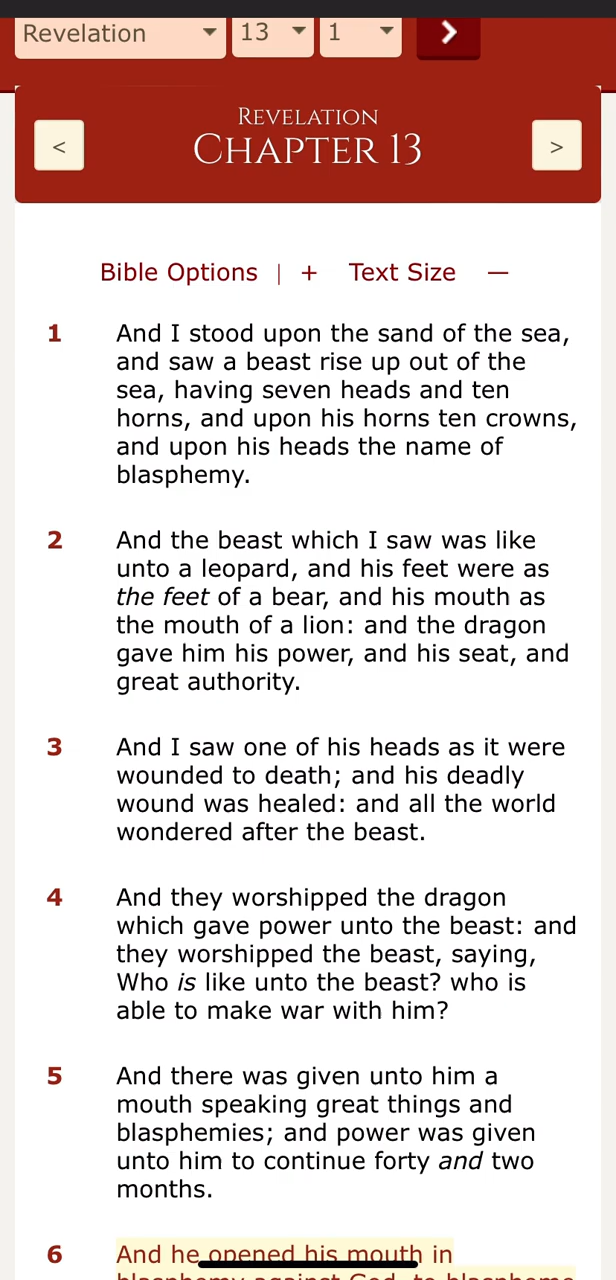 Revelation 13 1
REVELATION
< CHAPTER 13 >
Bible Options | + Text Size —
1 And I stood upon the sand of the sea,
and saw a beast rise up out of the
sea, having seven heads and ten
horns, and upon his horns ten crowns,
and upon his heads the name of
blasphemy.
2 And the beast which I saw was like
unto a leopard, and his feet were as
the feet of a bear, and his mouth as
the mouth of a lion: and the dragon
gave him his power, and his seat, and
great authority.
3 And I saw one of his heads as it were
wounded to death; and his deadly
wound was healed: and all the world
wondered after the beast.
4 And they worshipped the dragon
which gave power unto the beast: and
they worshipped the beast, saying,
Who is like unto the beast? who is
able to make war with him?
5 And there was given unto him a
mouth speaking great things and
blasphemies; and power was given
unto him to continue forty and two
months.
6 And he opened his mouth in